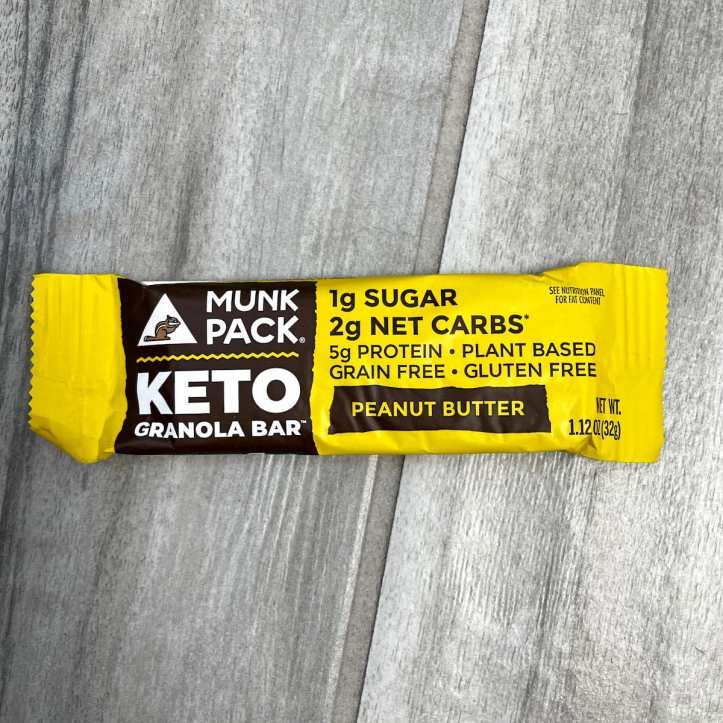 MUNK
PACK®
KETO
GRANOLA BAR™
1g SUGAR
2g NET CARBS*
5g PROTEIN • PLANT BASED
GRAIN FREE • GLUTEN FREE
PEANUT BUTTER
SEE NUTRITION PANEL
FOR FAT CONTENT
NET WT.
1.12 OZ (32g)